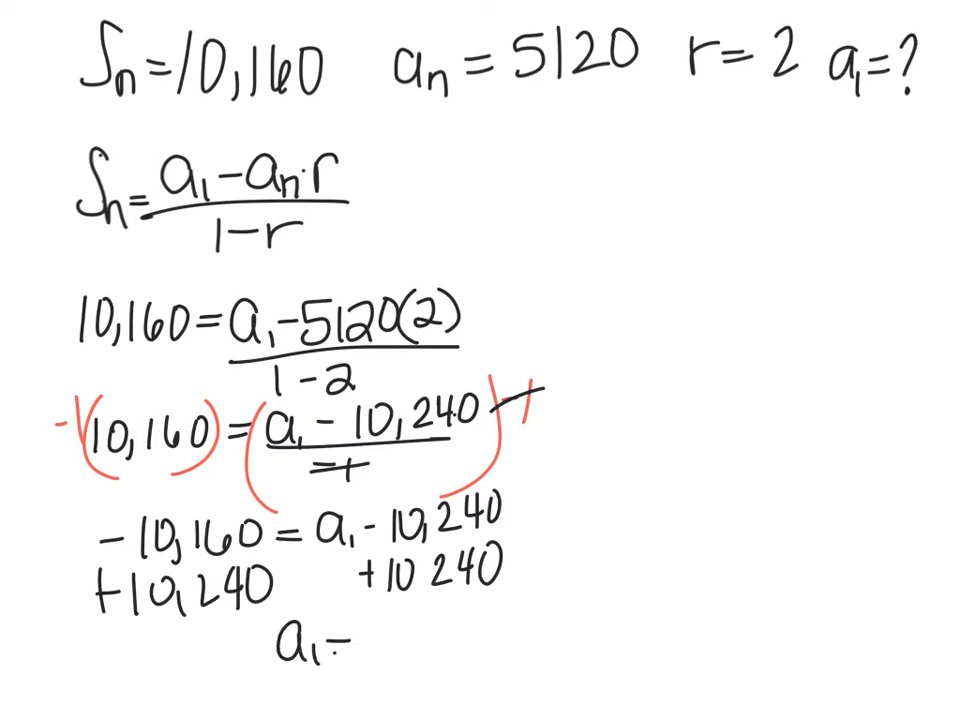 Sn = 10,160 an = 5120 r = 2 a1 = ?
Sn = a1 - an · r
1 - r
10,160 = a1 - 5120(2)
1 - 2
-1(10,160) = (a1 - 10,240) -1
-1
-10,160 = a1 - 10,240
+10,240 +10 240
a1 =